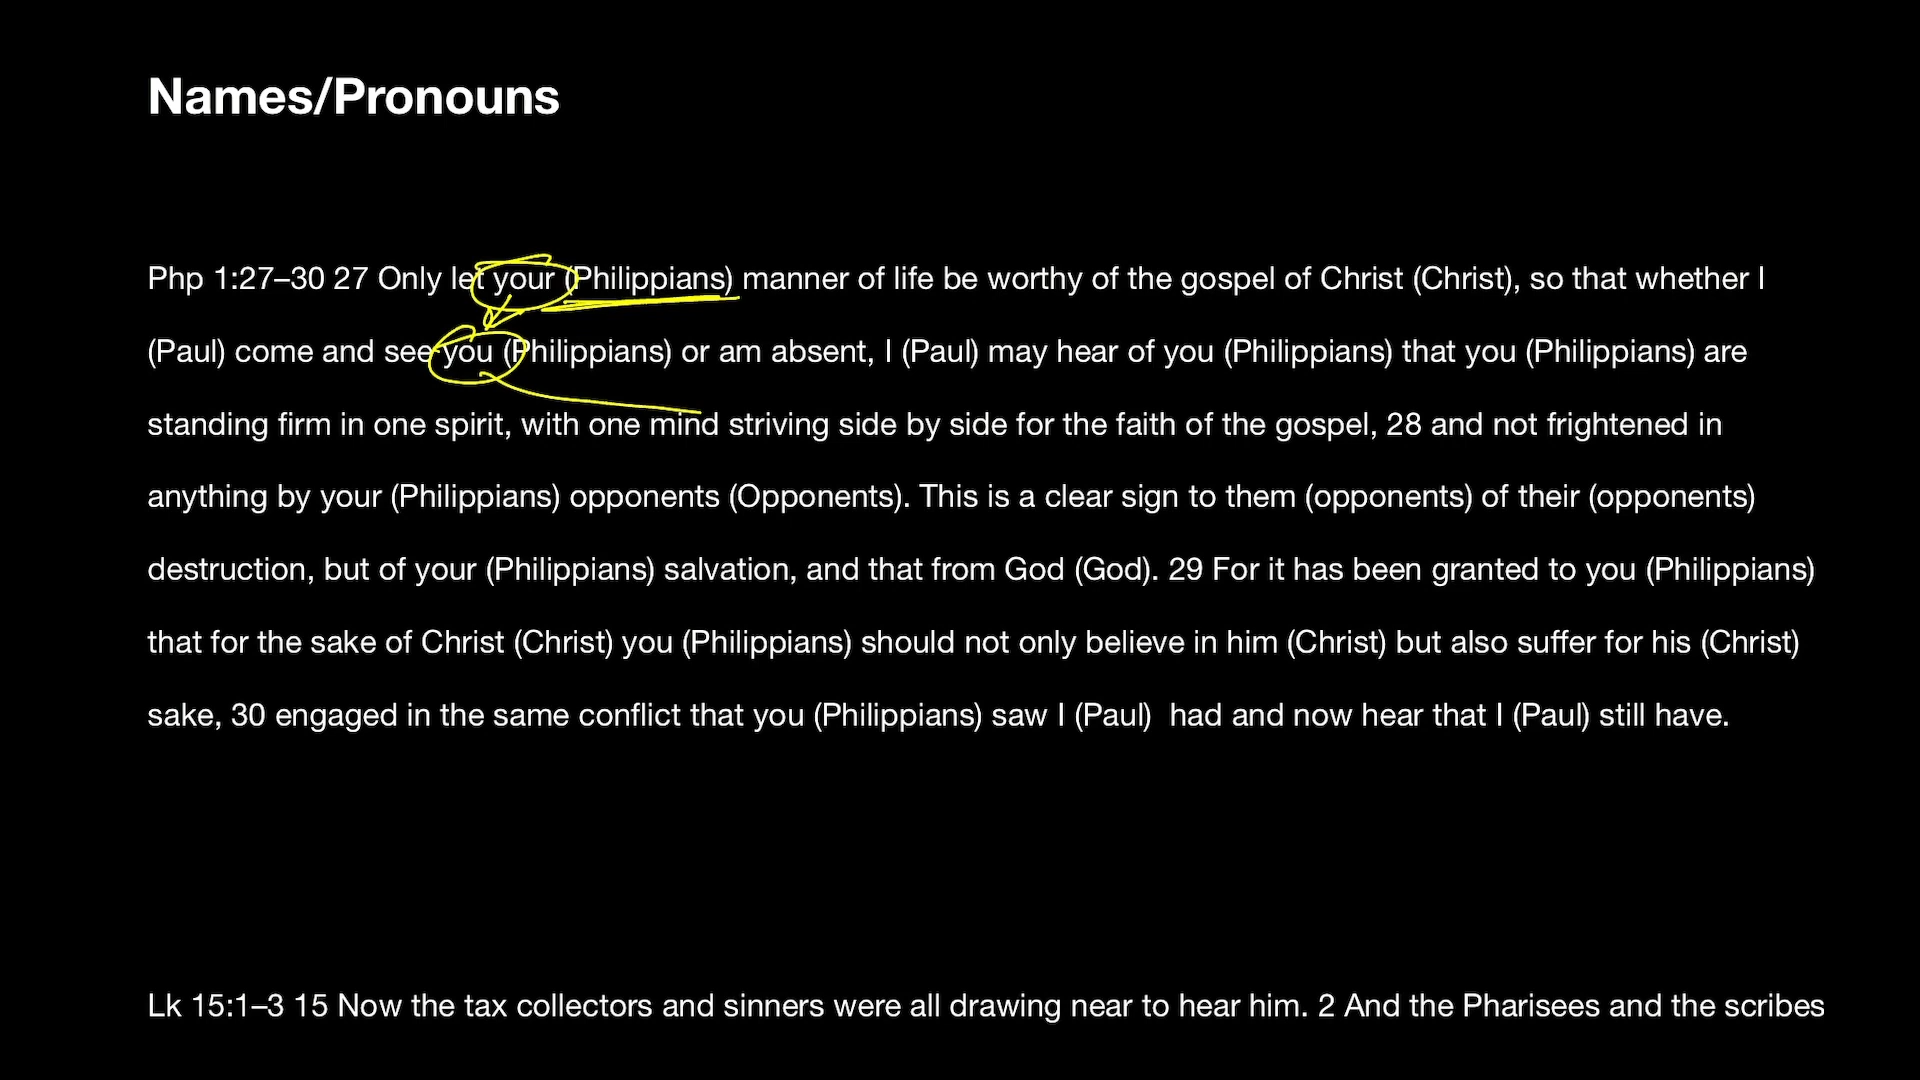 Names/Pronouns
Php 1:27–30 27 Only let your (Philippians) manner of life be worthy of the gospel of Christ (Christ), so that whether I
(Paul) come and see you (Philippians) or am absent, I (Paul) may hear of you (Philippians) that you (Philippians) are
standing firm in one spirit, with one mind striving side by side for the faith of the gospel, 28 and not frightened in
anything by your (Philippians) opponents (Opponents). This is a clear sign to them (opponents) of their (opponents)
destruction, but of your (Philippians) salvation, and that from God (God). 29 For it has been granted to you (Philippians)
that for the sake of Christ (Christ) you (Philippians) should not only believe in him (Christ) but also suffer for his (Christ)
sake, 30 engaged in the same conflict that you (Philippians) saw I (Paul)  had and now hear that I (Paul) still have.
Lk 15:1–3 15 Now the tax collectors and sinners were all drawing near to hear him. 2 And the Pharisees and the scribes